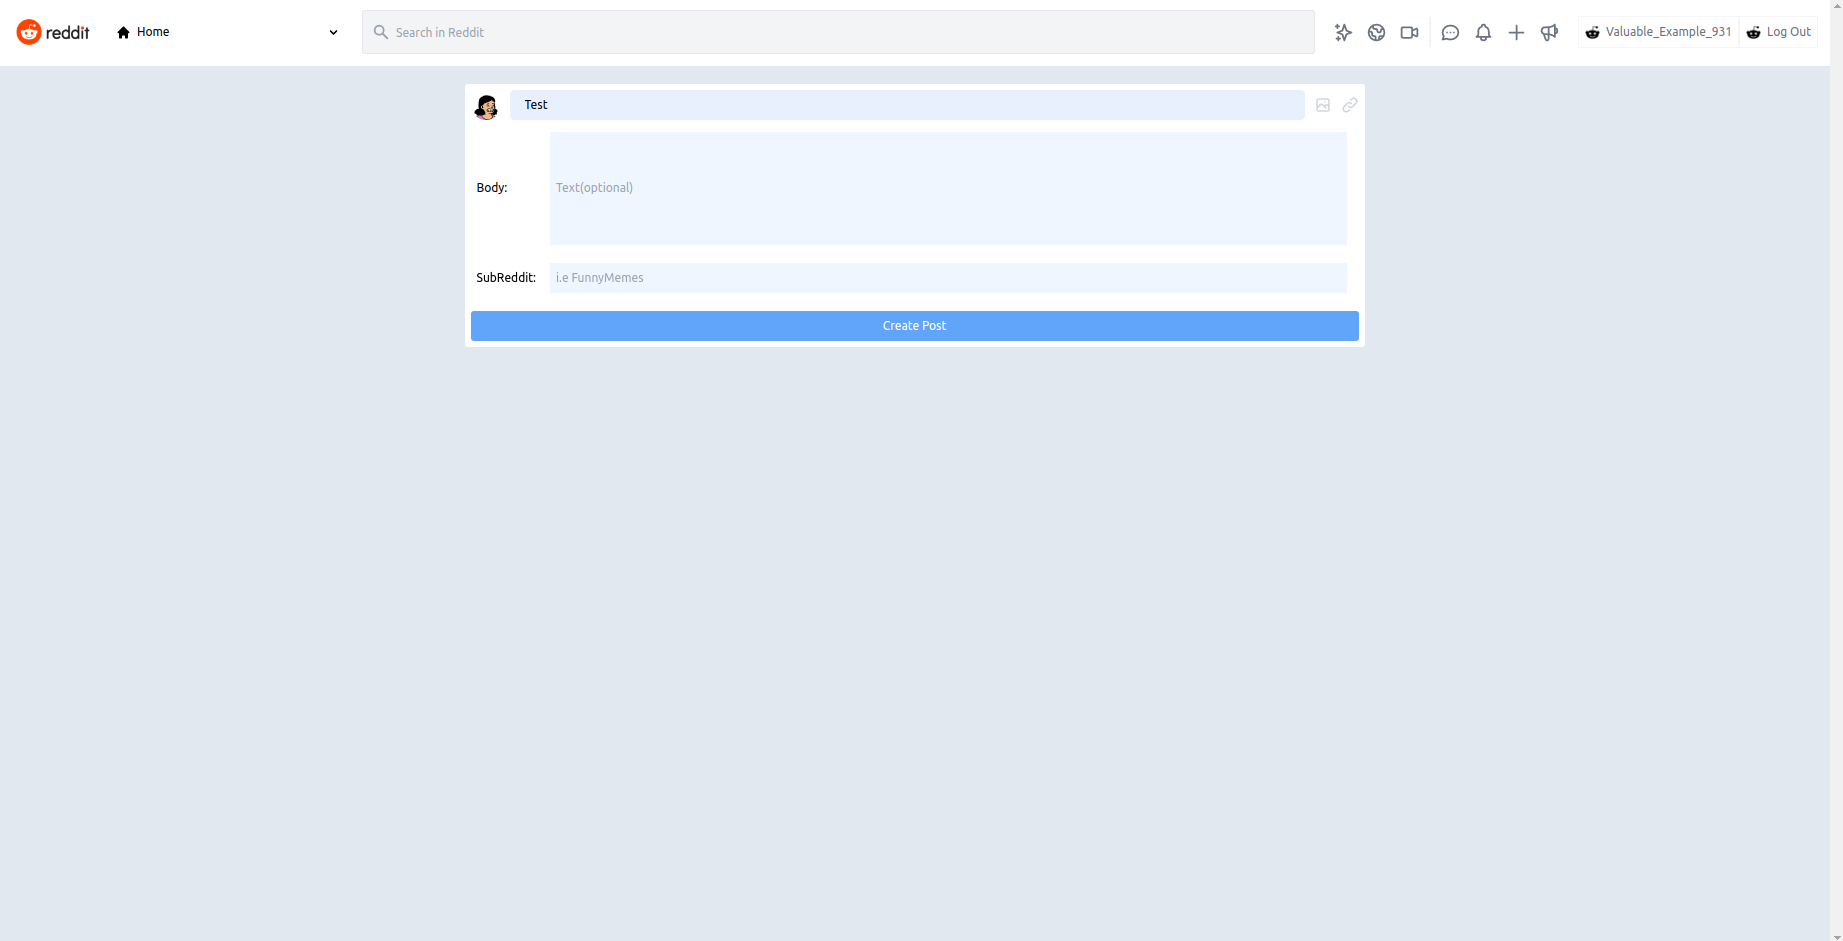 reddit Home Search in Reddit Valuable_Example_931 Log Out
Test
Body: Text(optional)
SubReddit: i.e FunnyMemes
Create Post